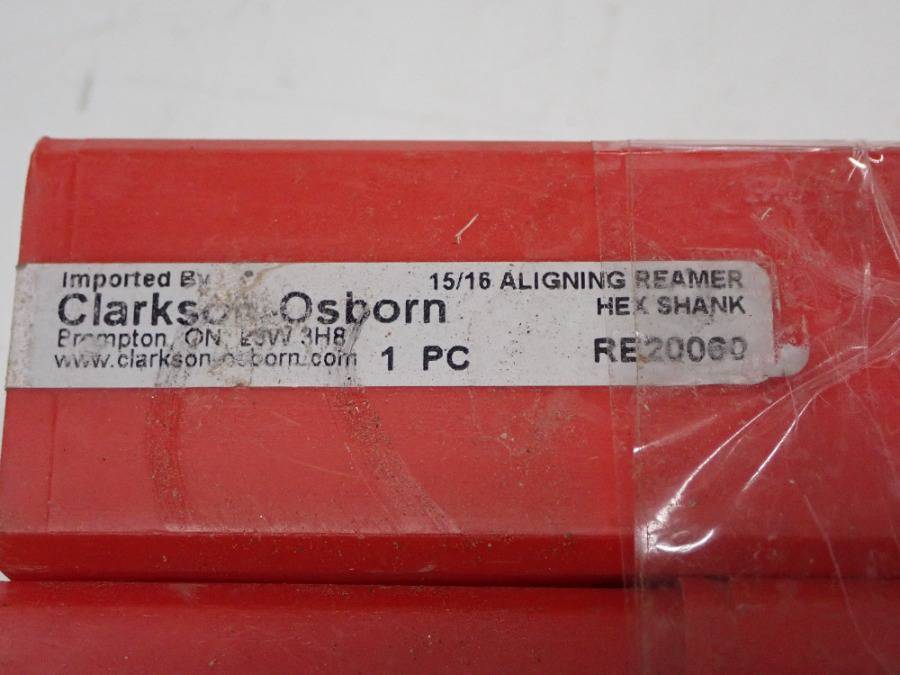 Imported By
Clarkson-Osborn
Brampton, ON, L6W 3H8
www.clarkson-osborn.com
1 PC
15/16 ALIGNING REAMER
HEX SHANK
RE20060